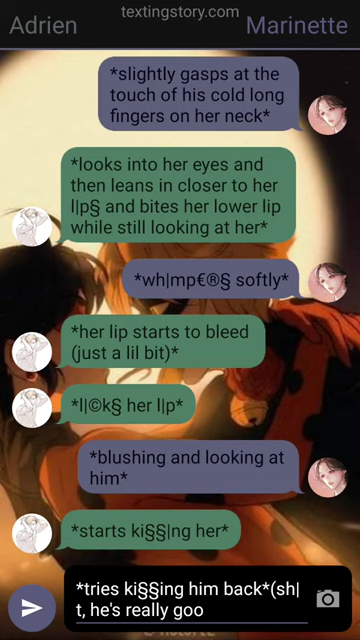 textingstory.com
Adrien
Marinette
*slightly gasps at the
touch of his cold long
fingers on her neck*
*looks into her eyes and
then leans in closer to her
l|p§ and bites her lower lip
while still looking at her*
*wh|mp€®§ softly*
*her lip starts to bleed
(just a lil bit)*
*l|©k§ her l|p*
*blushing and looking at
him*
*starts ki§§|ng her*
*tries ki§§ing him back*(sh|
t, he's really goo